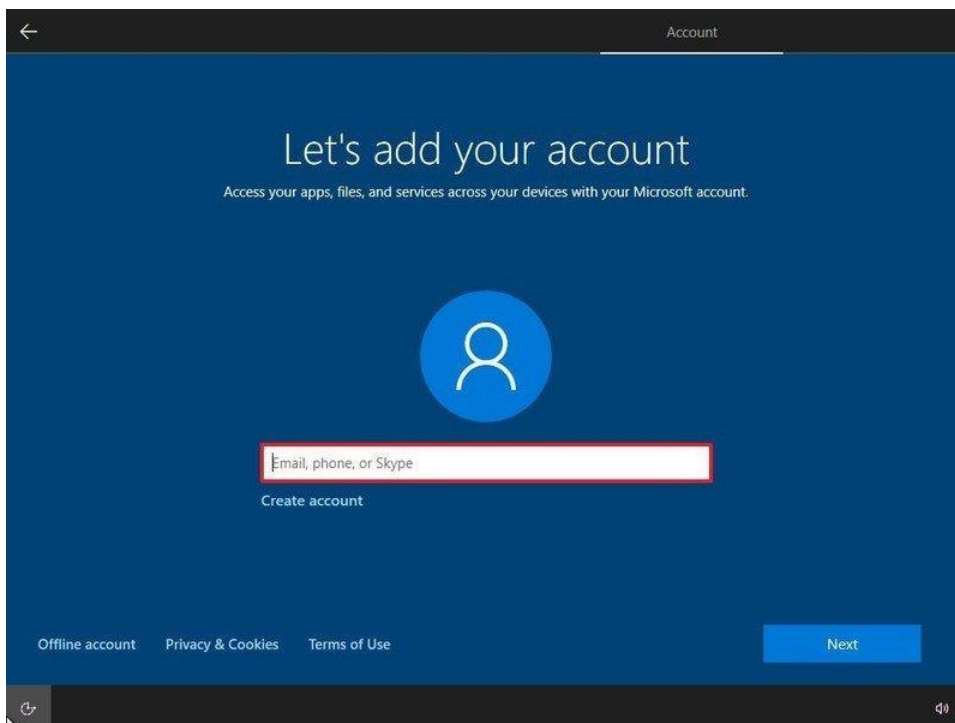 Account
Let's add your account
Access your apps, files, and services across your devices with your Microsoft account.
Email, phone, or Skype
Create account
Offline account Privacy & Cookies Terms of Use Next